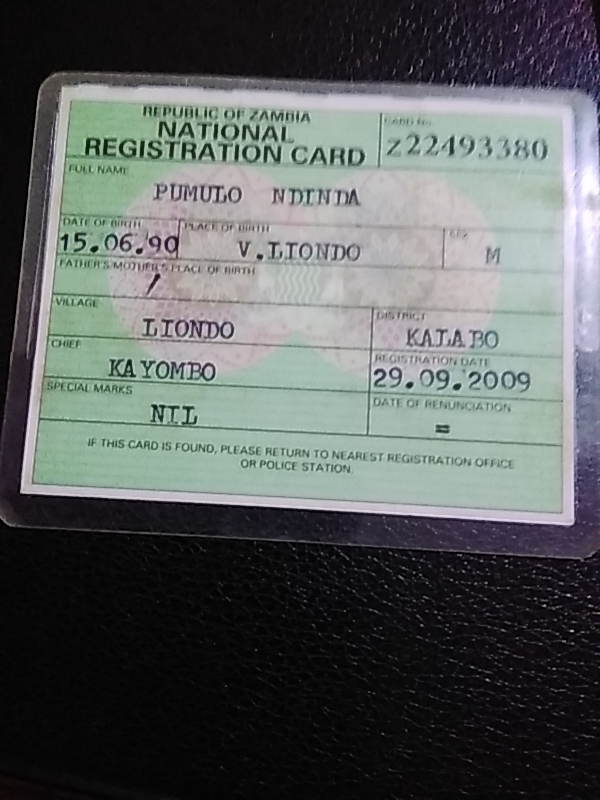 REPUBLIC OF ZAMBIA
NATIONAL
REGISTRATION CARD
CARD No.
Z22493380
FULL NAME
PUMULO NDINDA
DATE OF BIRTH PLACE OF BIRTH SEX
15.06.90 V.LIONDO M
FATHER'S/MOTHER'S PLACE OF BIRTH
/
VILLAGE DISTRICT
LIONDO KALABO
CHIEF REGISTRATION DATE
KAYOMBO 29.09.2009
SPECIAL MARKS DATE OF RENUNCIATION
NIL =
IF THIS CARD IS FOUND, PLEASE RETURN TO NEAREST REGISTRATION OFFICE
OR POLICE STATION.